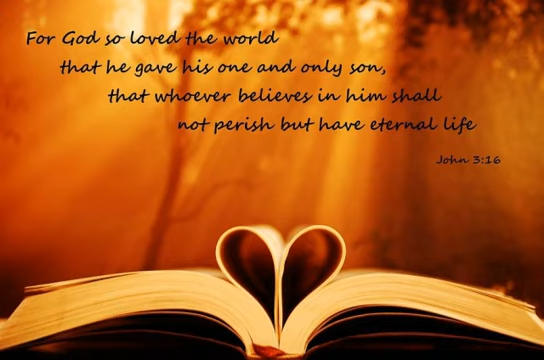 For God so loved the world
that he gave his one and only son,
that whoever believes in him shall
not perish but have eternal life
John 3:16